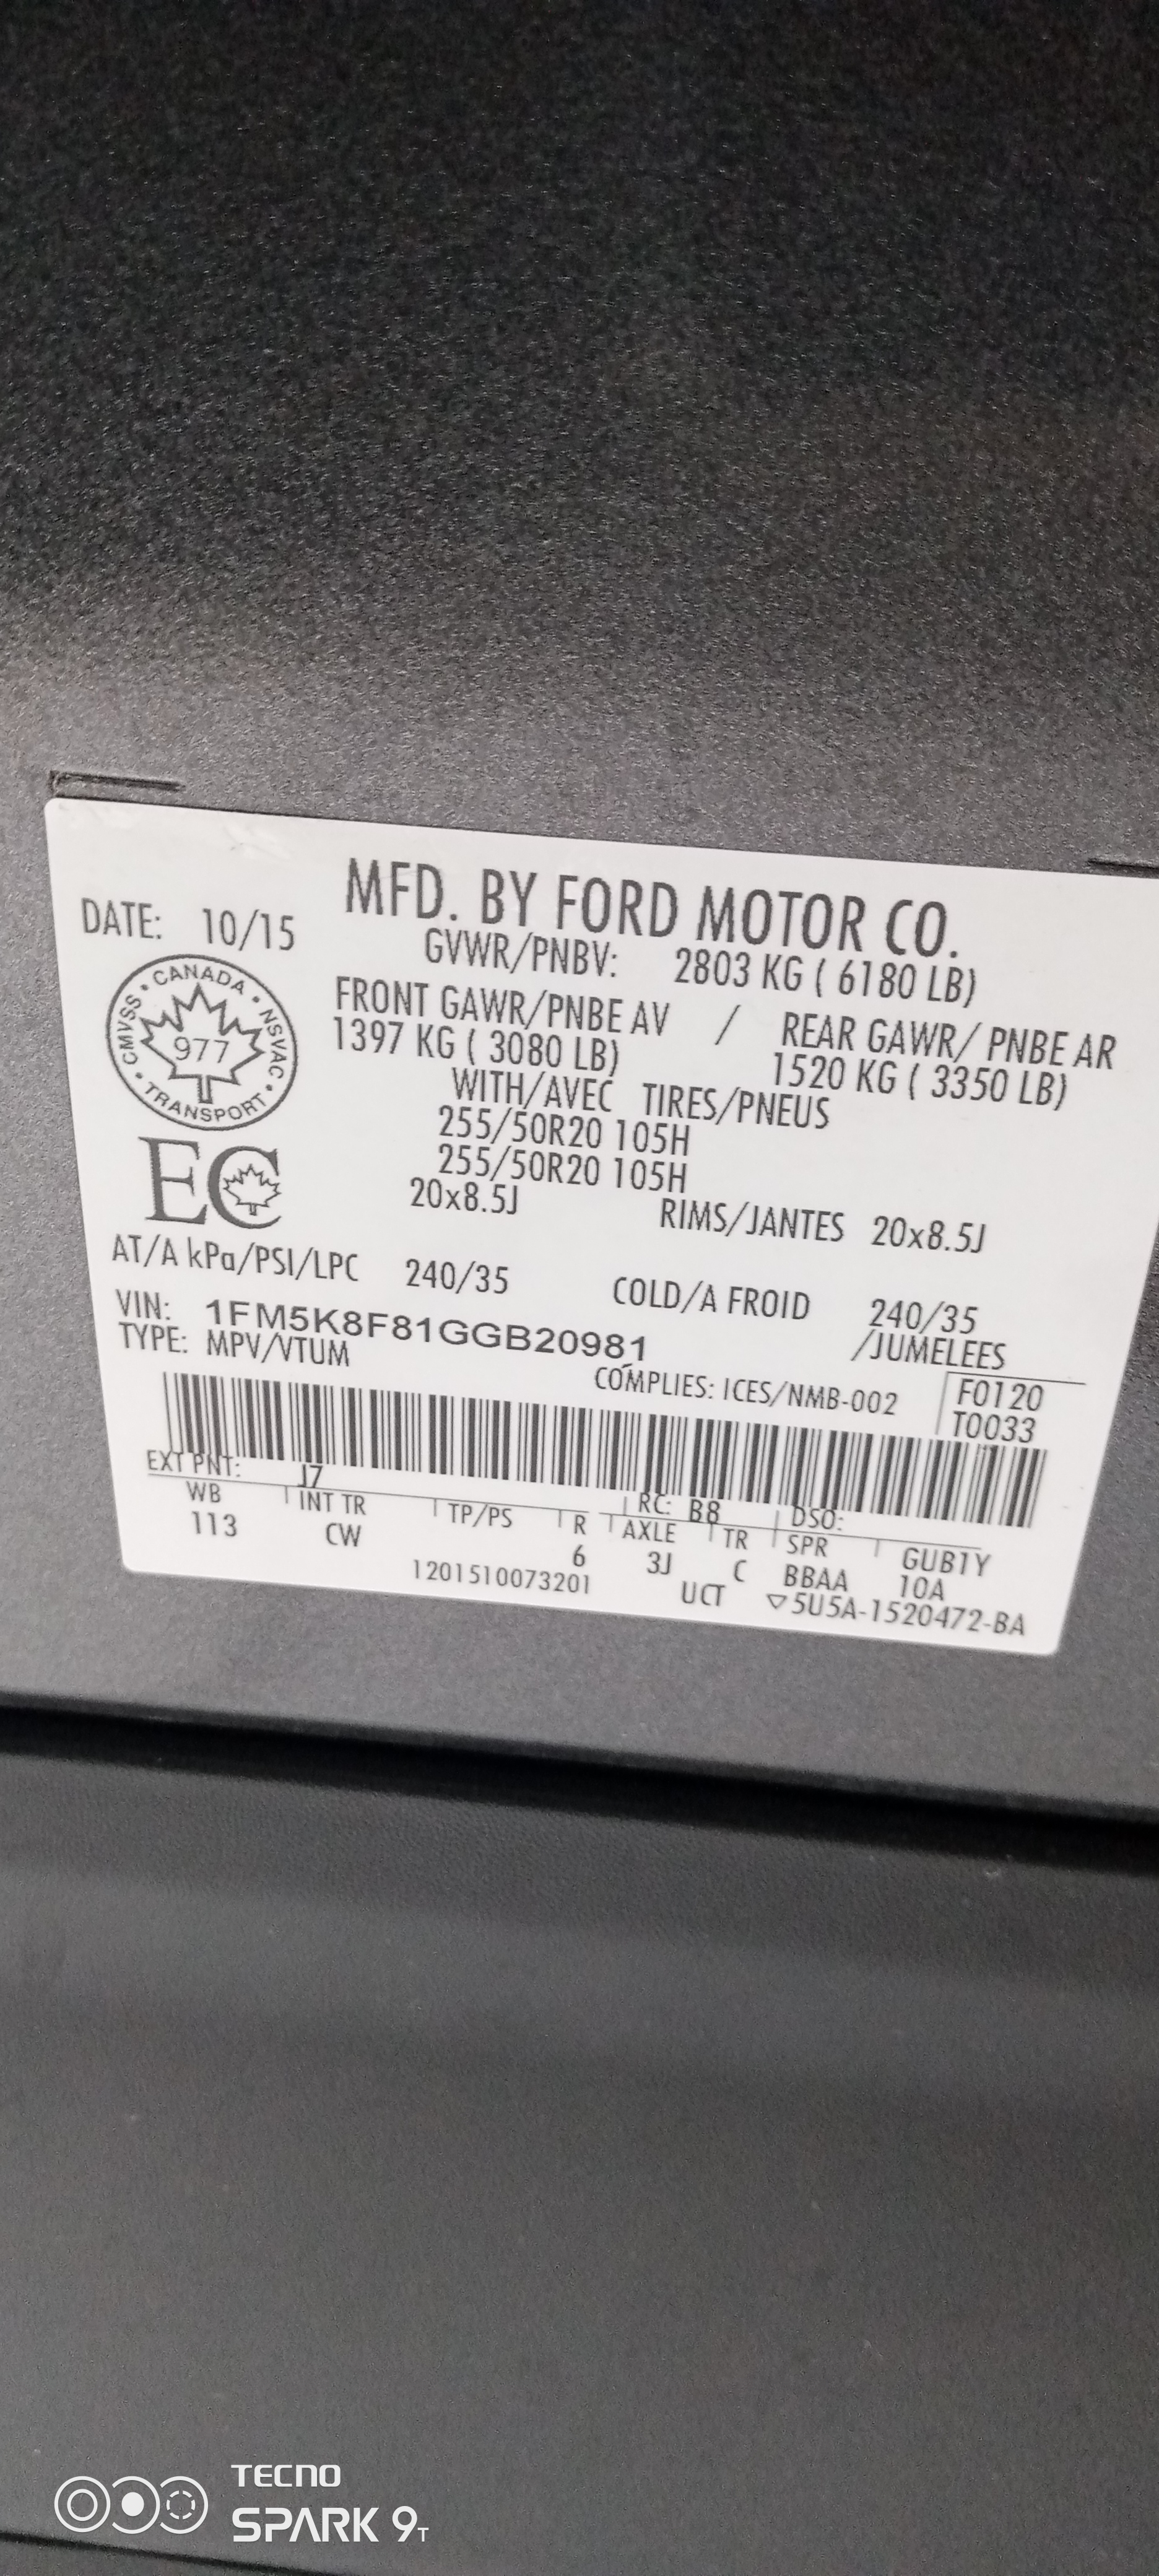 MFD. BY FORD MOTOR CO.
DATE: 10/15
GVWR/PNBV: 2803 KG ( 6180 LB)
FRONT GAWR/PNBE AV / REAR GAWR/ PNBE AR
1397 KG ( 3080 LB) 1520 KG ( 3350 LB)
CMVSS • CANADA • NSVAC • TRANSPORT •
977
WITH/AVEC TIRES/PNEUS
255/50R20 105H
255/50R20 105H
EC
20x8.5J RIMS/JANTES 20x8.5J
AT/A kPa/PSI/LPC 240/35 COLD/A FROID 240/35
VIN: 1FM5K8F81GGB20981 /JUMELEES
TYPE: MPV/VTUM COMPLIES: ICES/NMB-002 F0120
T0033
EXT PNT: J7 RC: B8 DSO:
WB INT TR TP/PS R AXLE TR SPR GUB1Y
113 CW 6 3J C BBAA 10A
1201510073201 UCT ▽5U5A-1520472-BA
TECNO
SPARK 9T